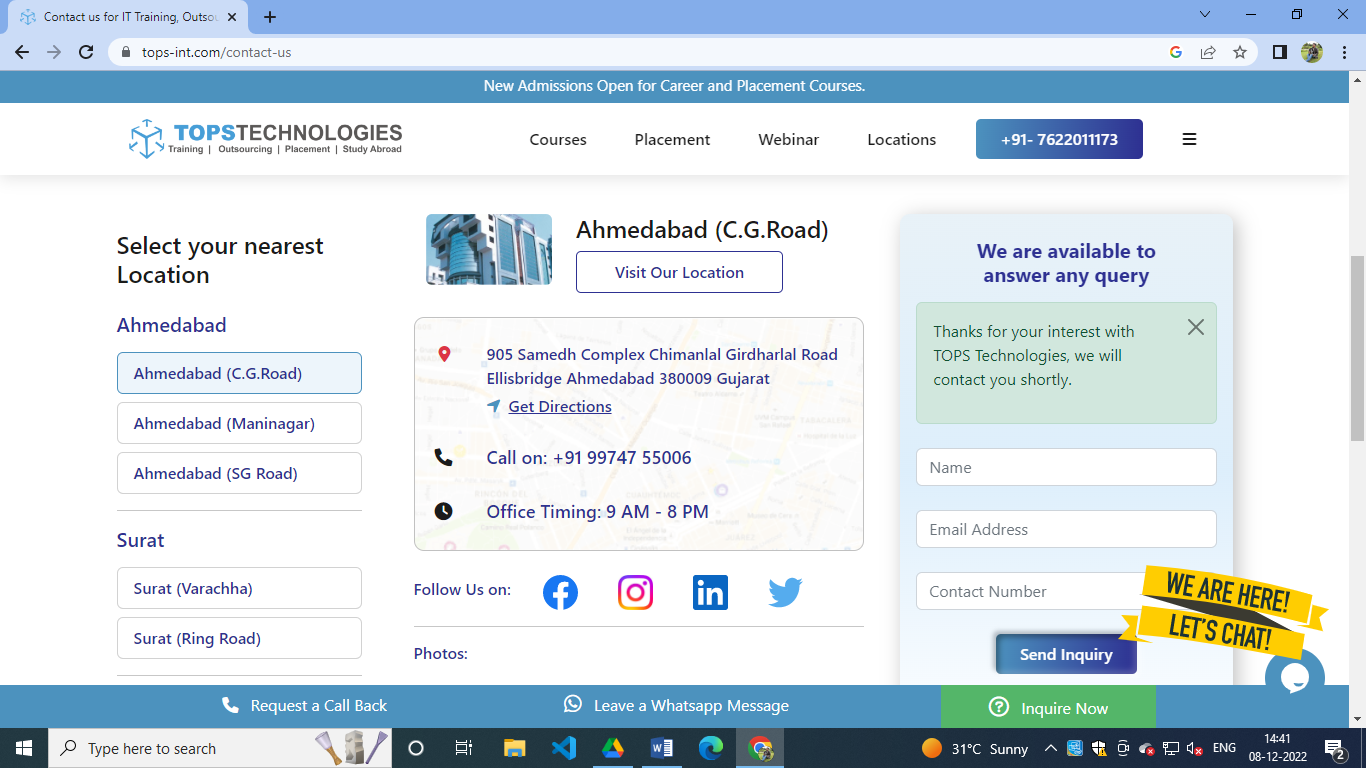 Contact us for IT Training, Outsou
tops-int.com/contact-us
New Admissions Open for Career and Placement Courses.
TOPSTECHNOLOGIES
Training | Outsourcing | Placement | Study Abroad
Courses
Placement
Webinar
Locations
+91- 7622011173
Select your nearest
Location
Ahmedabad
Ahmedabad (C.G.Road)
Ahmedabad (Maninagar)
Ahmedabad (SG Road)
Surat
Surat (Varachha)
Surat (Ring Road)
Ahmedabad (C.G.Road)
Visit Our Location
905 Samedh Complex Chimanlal Girdharlal Road
Ellisbridge Ahmedabad 380009 Gujarat
Get Directions
Call on: +91 99747 55006
Office Timing: 9 AM - 8 PM
Follow Us on:
Photos:
We are available to
answer any query
Thanks for your interest with
TOPS Technologies, we will
contact you shortly.
Name
Email Address
Contact Number
Send Inquiry
WE ARE HERE!
LET'S CHAT!
Request a Call Back
Leave a Whatsapp Message
Inquire Now
Type here to search
31°C Sunny
ENG
14:41
08-12-2022
2